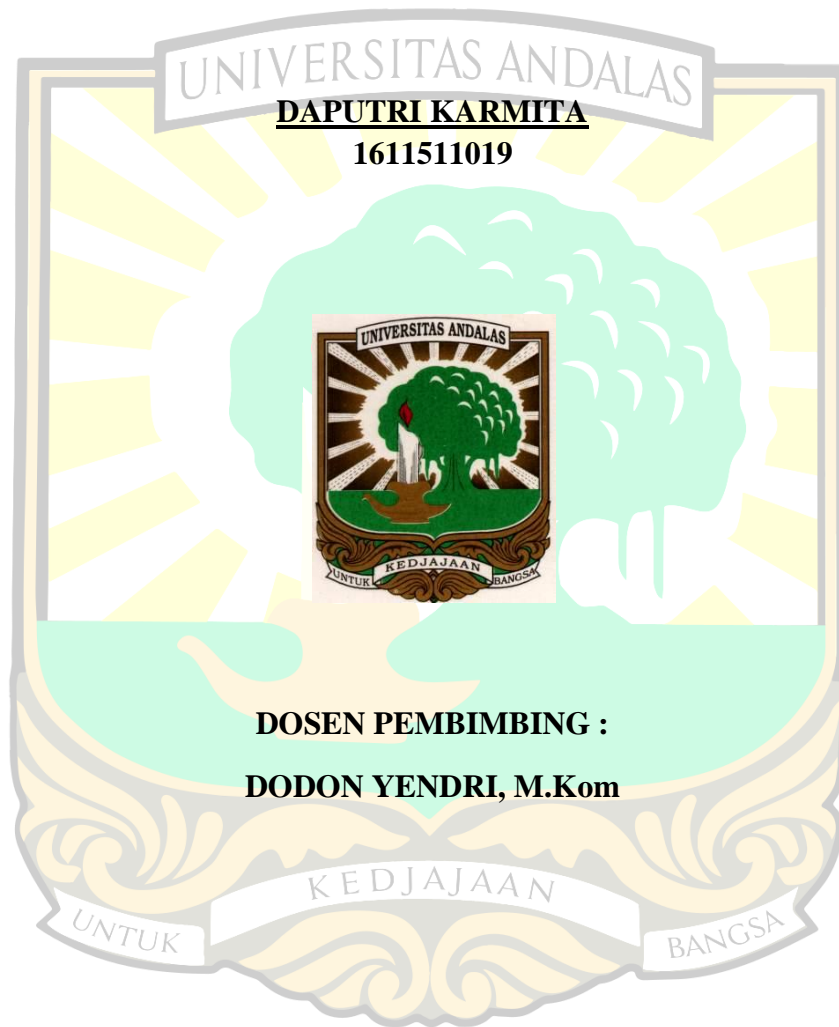 UNIVERSITAS ANDALAS
DAPUTRI KARMITA
1611511019
UNIVERSITAS ANDALAS
UNTUK KEDJAJAAN BANGSA
DOSEN PEMBIMBING :
DODON YENDRI, M.Kom
UNTUK KEDJAJAAN BANGSA